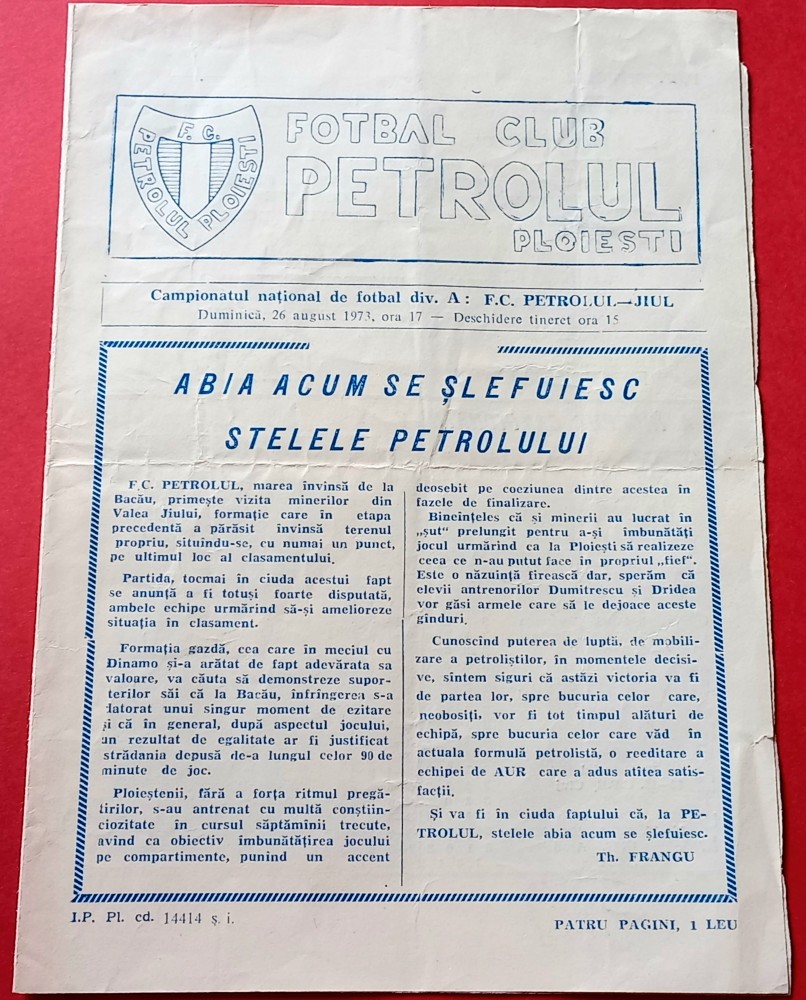 F. C.
PETROLUL PLOIESTI
FOTBAL CLUB
PETROLUL
PLOIESTI
Campionatul național de fotbal div. A: F.C. PETROLUL—JIUL
Duminică, 26 august 1973, ora 17 — Deschidere tineret ora 15
ABIA ACUM SE ȘLEFUIESC
STELELE PETROLULUI
F.C. PETROLUL, marea învinsă de la
Bacău, primește vizita minerilor din
Valea Jiului, formație care în etapa
precedentă a părăsit învinsă terenul
propriu, situîndu-se, cu numai un punct,
pe ultimul loc al clasamentului.
Partida, tocmai în ciuda acestui fapt
se anunță a fi totuși foarte disputată,
ambele echipe urmărind să-și amelioreze
situația în clasament.
Formația gazdă, cea care în meciul cu
Dinamo și-a arătat de fapt adevărata sa
valoare, va căuta să demonstreze supor-
terilor săi că la Bacău, înfrîngerea s-a
datorat unui singur moment de ezitare
și că în general, după aspectul jocului,
un rezultat de egalitate ar fi justificat
strădania depusă de-a lungul celor 90 de
minute de joc.
Ploieștenii, fără a forța ritmul pregă-
tirilor, s-au antrenat cu multă conștiin-
ciozitate în cursul săptămînii trecute,
avînd ca obiectiv îmbunătățirea jocului
pe compartimente, punînd un accent
deosebit pe coeziunea dintre acestea în
fazele de finalizare.
Bineînțeles că și minerii au lucrat în
„șut“ prelungit pentru a-și îmbunătăți
jocul urmărind ca la Ploiești să realizeze
ceea ce n-au putut face în propriul „fief“.
Este o năzuință firească dar, sperăm că
elevii antrenorilor Dumitrescu și Dridea
vor găsi armele care să le dejoace aceste
gînduri.
Cunoscînd puterea de luptă, de mobili-
zare a petroliștilor, în momentele decisi-
ve, sîntem siguri că astăzi victoria va fi
de partea lor, spre bucuria celor care,
neobosiți, vor fi tot timpul alături de
echipă, spre bucuria celor care văd în
actuala formulă petrolistă, o reeditare a
echipei de AUR care a adus atîtea satis-
facții.
Și va fi în ciuda faptului că, la PE-
TROLUL, stelele abia acum se șlefuiesc.
Th. FRANGU
I.P. Pl. cd. 14414 ș. i.
PATRU PAGINI, 1 LEU